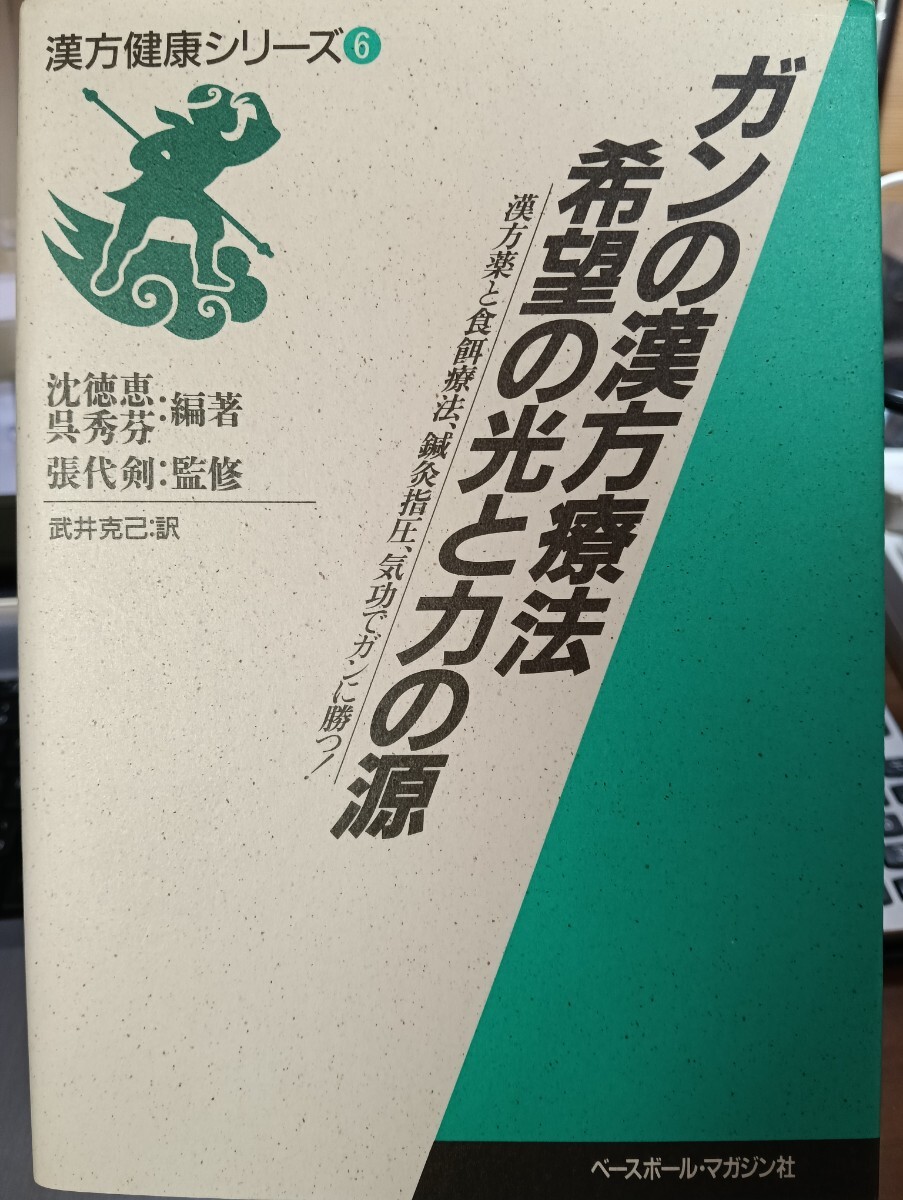 漢方健康シリーズ6
ガンの漢方療法
希望の光と力の源
漢方薬と食餌療法、鍼灸指圧、気功でガンに勝つ!
沈徳恵
呉秀芬:編著
張代剣:監修
武井克己:訳
ベースボール・マガジン社